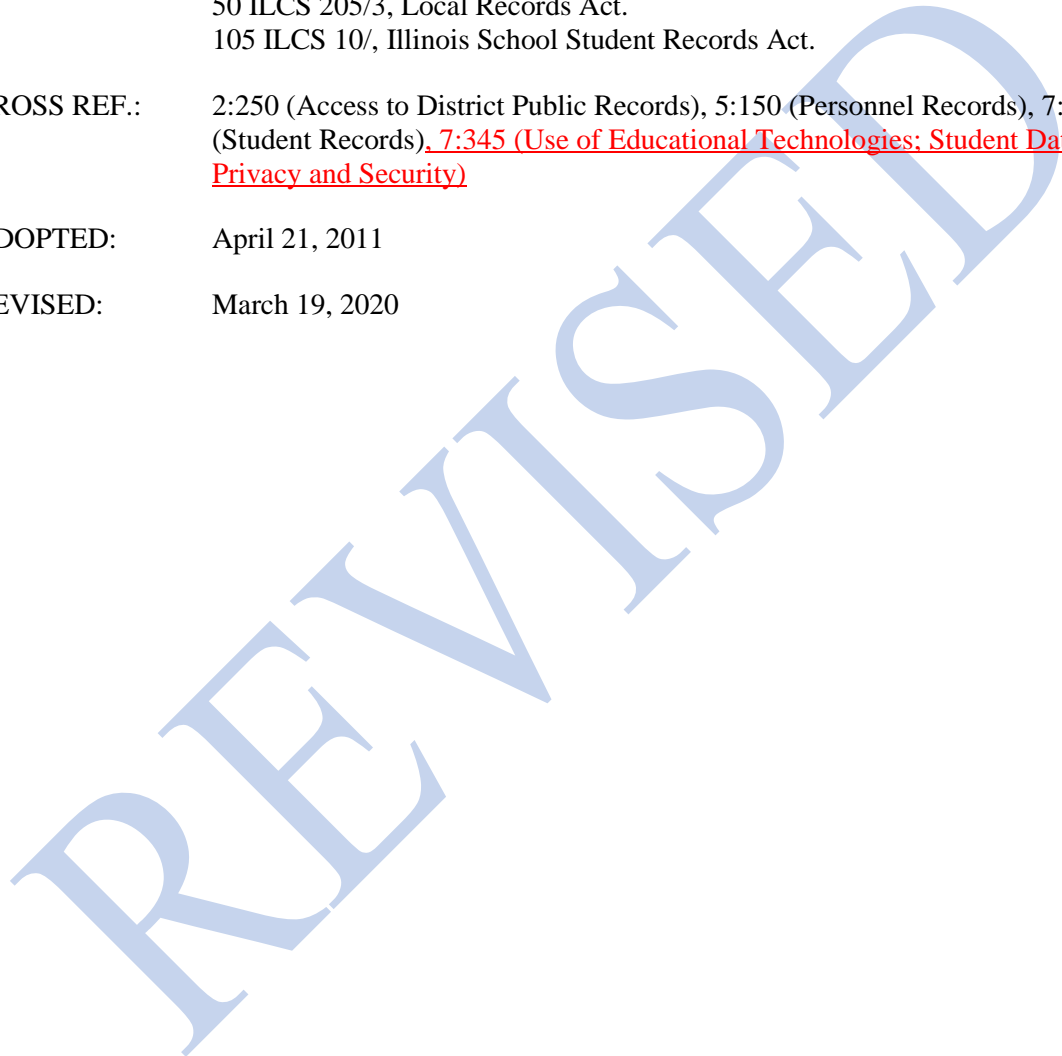 50 ILCS 205/3, Local Records Act.
105 ILCS 10/, Illinois School Student Records Act.
ROSS REF.: 2:250 (Access to District Public Records), 5:150 (Personnel Records), 7:
(Student Records), 7:345 (Use of Educational Technologies; Student Da
Privacy and Security)
DOPTED: April 21, 2011
EVISED: March 19, 2020
REVISED